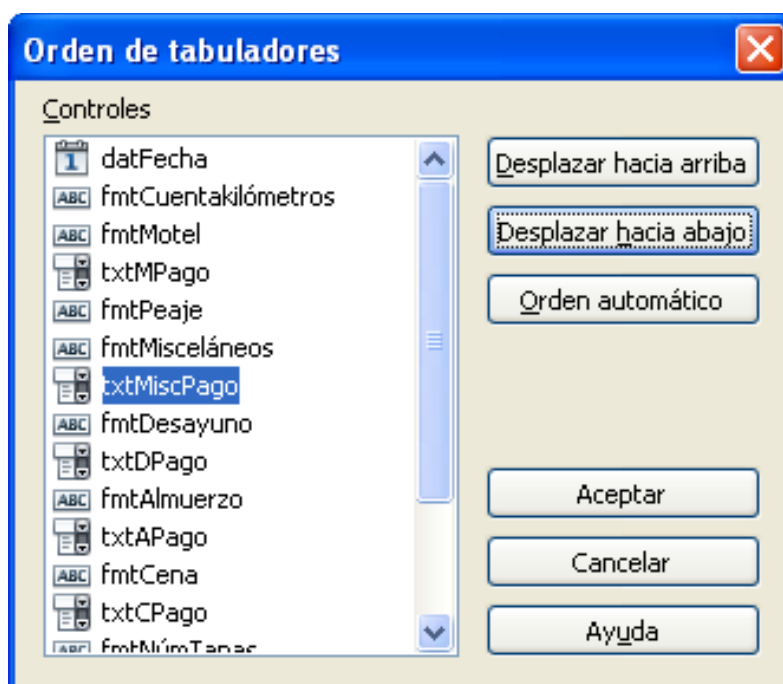 Orden de tabuladores
Controles
datFecha
fmtCuentakilómetros
fmtMotel
txtMPago
fmtPeaje
fmtMisceláneos
txtMiscPago
fmtDesayuno
txtDPago
fmtAlmuerzo
txtAPago
fmtCena
txtCPago
fmtNúmTapas
Desplazar hacia arriba
Desplazar hacia abajo
Orden automático
Aceptar
Cancelar
Ayuda